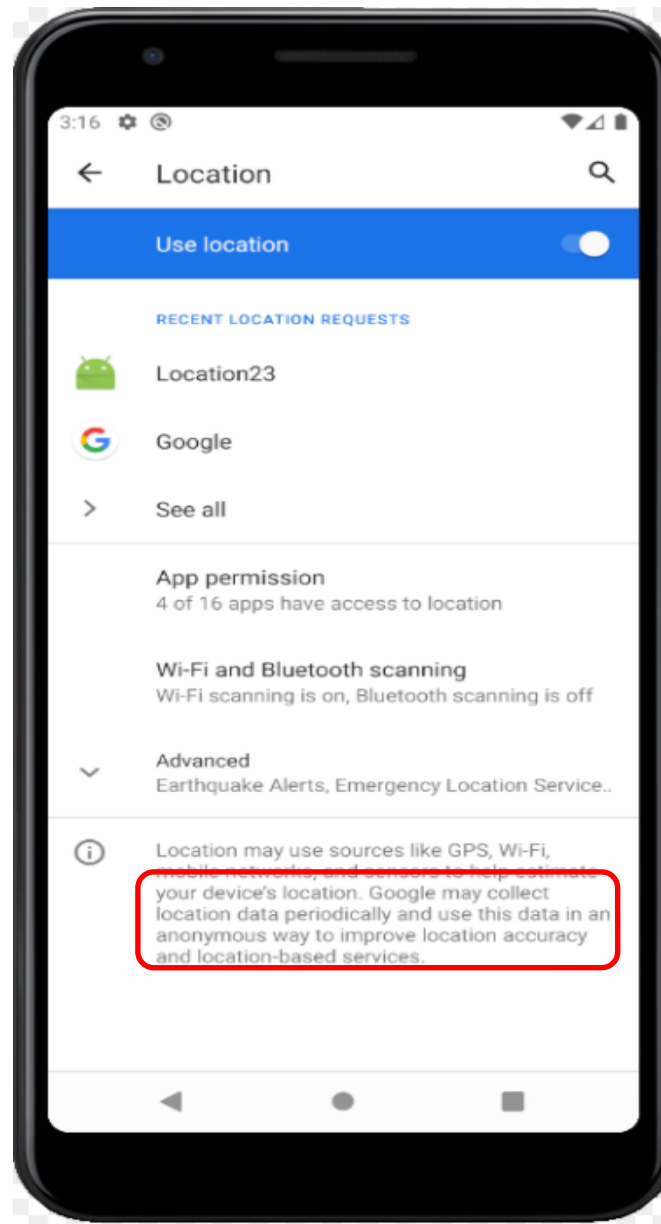 3:16
Location
Use location
RECENT LOCATION REQUESTS
Location23
Google
See all
App permission
4 of 16 apps have access to location
Wi-Fi and Bluetooth scanning
Wi-Fi scanning is on, Bluetooth scanning is off
Advanced
Earthquake Alerts, Emergency Location Service..
Location may use sources like GPS, Wi-Fi,
mobile networks, and sensors to help estimate
your device's location. Google may collect
location data periodically and use this data in an
anonymous way to improve location accuracy
and location-based services.